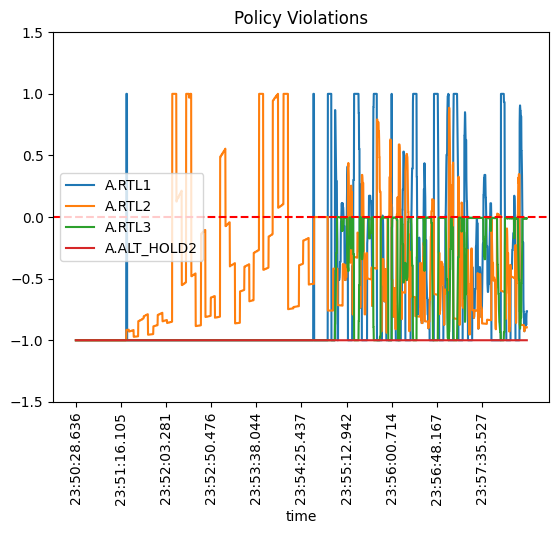 Policy Violations
1.5
1.0
0.5
0.0
−0.5
−1.0
−1.5
A.RTL1
A.RTL2
A.RTL3
A.ALT_HOLD2
23:50:28.636
23:51:16.105
23:52:03.281
23:52:50.476
23:53:38.044
23:54:25.437
23:55:12.942
23:56:00.714
23:56:48.167
23:57:35.527
time